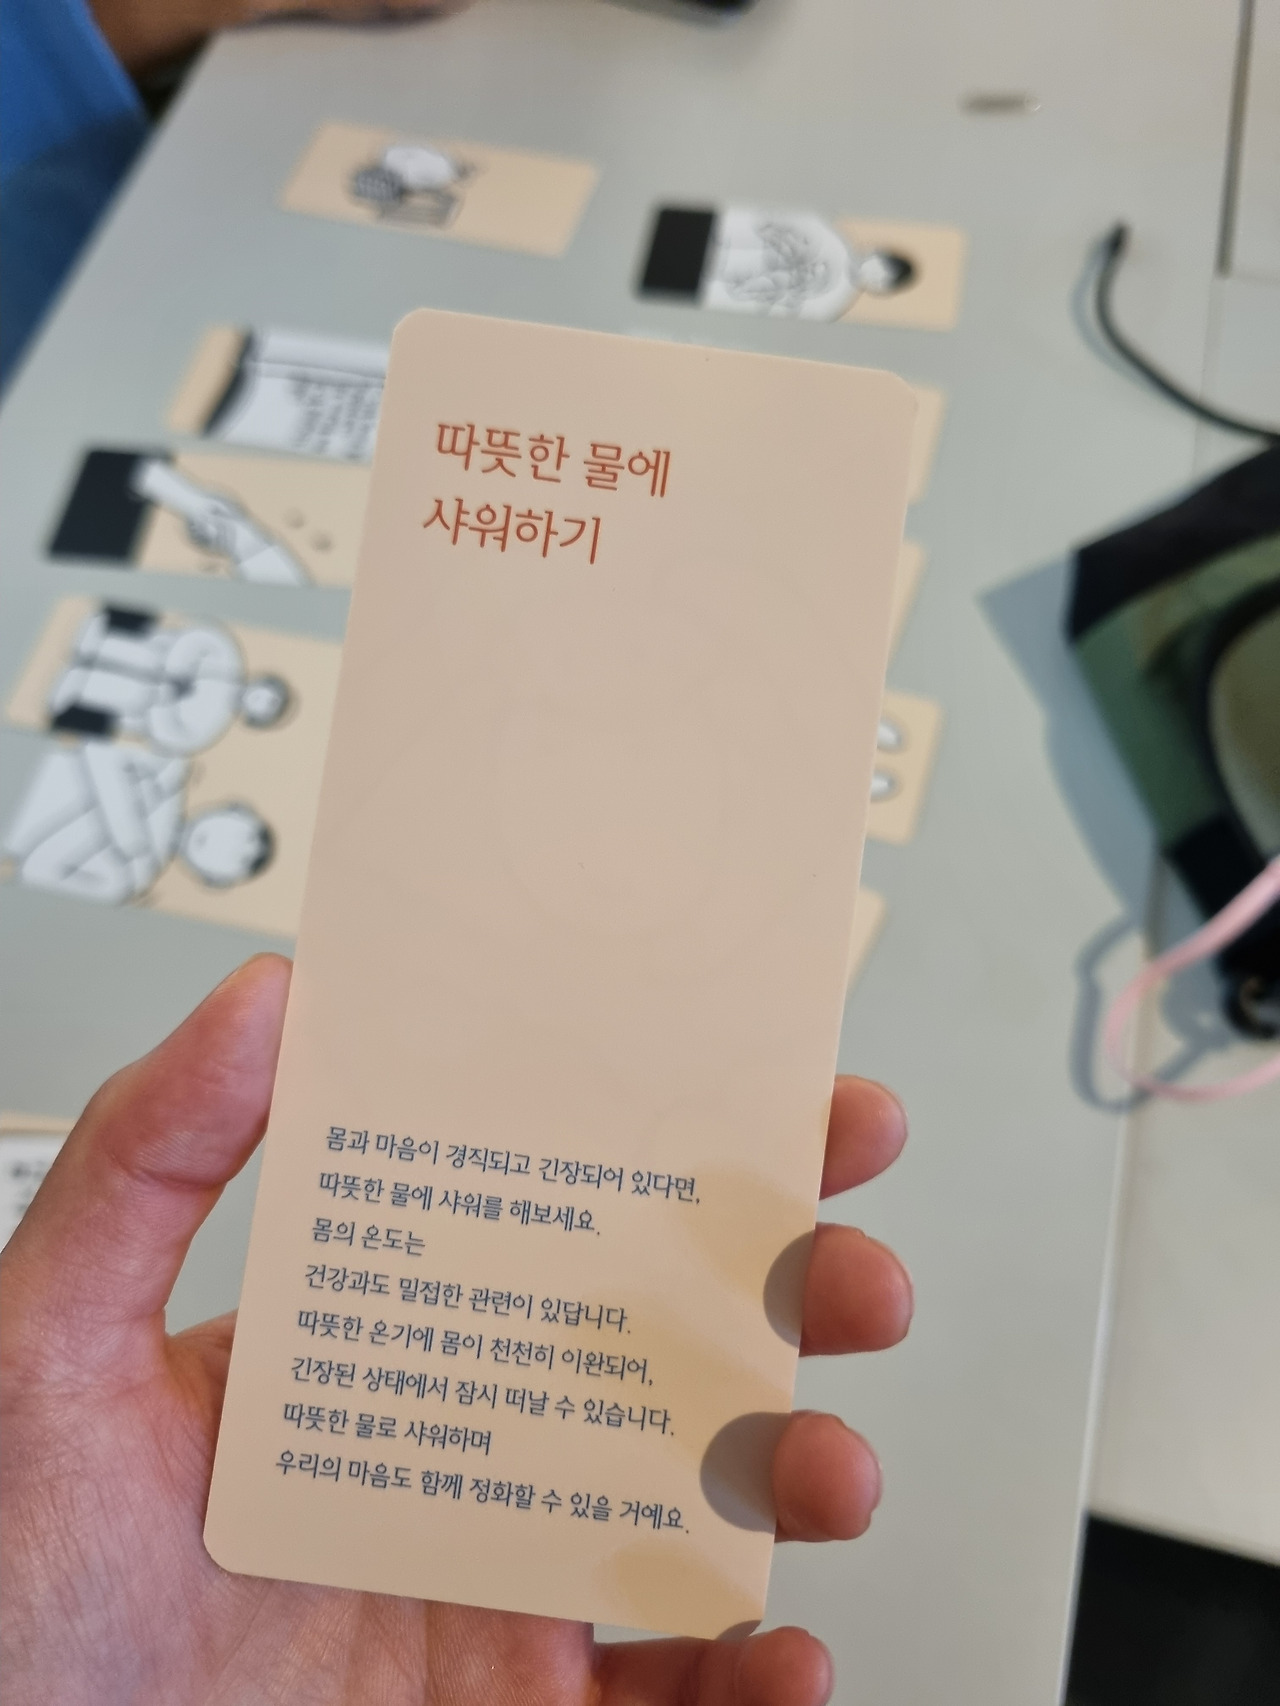 따뜻한 물에
샤워하기
몸과 마음이 경직되고 긴장되어 있다면,
따뜻한 물에 샤워를 해보세요.
몸의 온도는
건강과도 밀접한 관련이 있답니다.
따뜻한 온기에 몸이 천천히 이완되어,
긴장된 상태에서 잠시 떠날 수 있습니다.
따뜻한 물로 샤워하며
우리의 마음도 함께 정화할 수 있을 거예요.